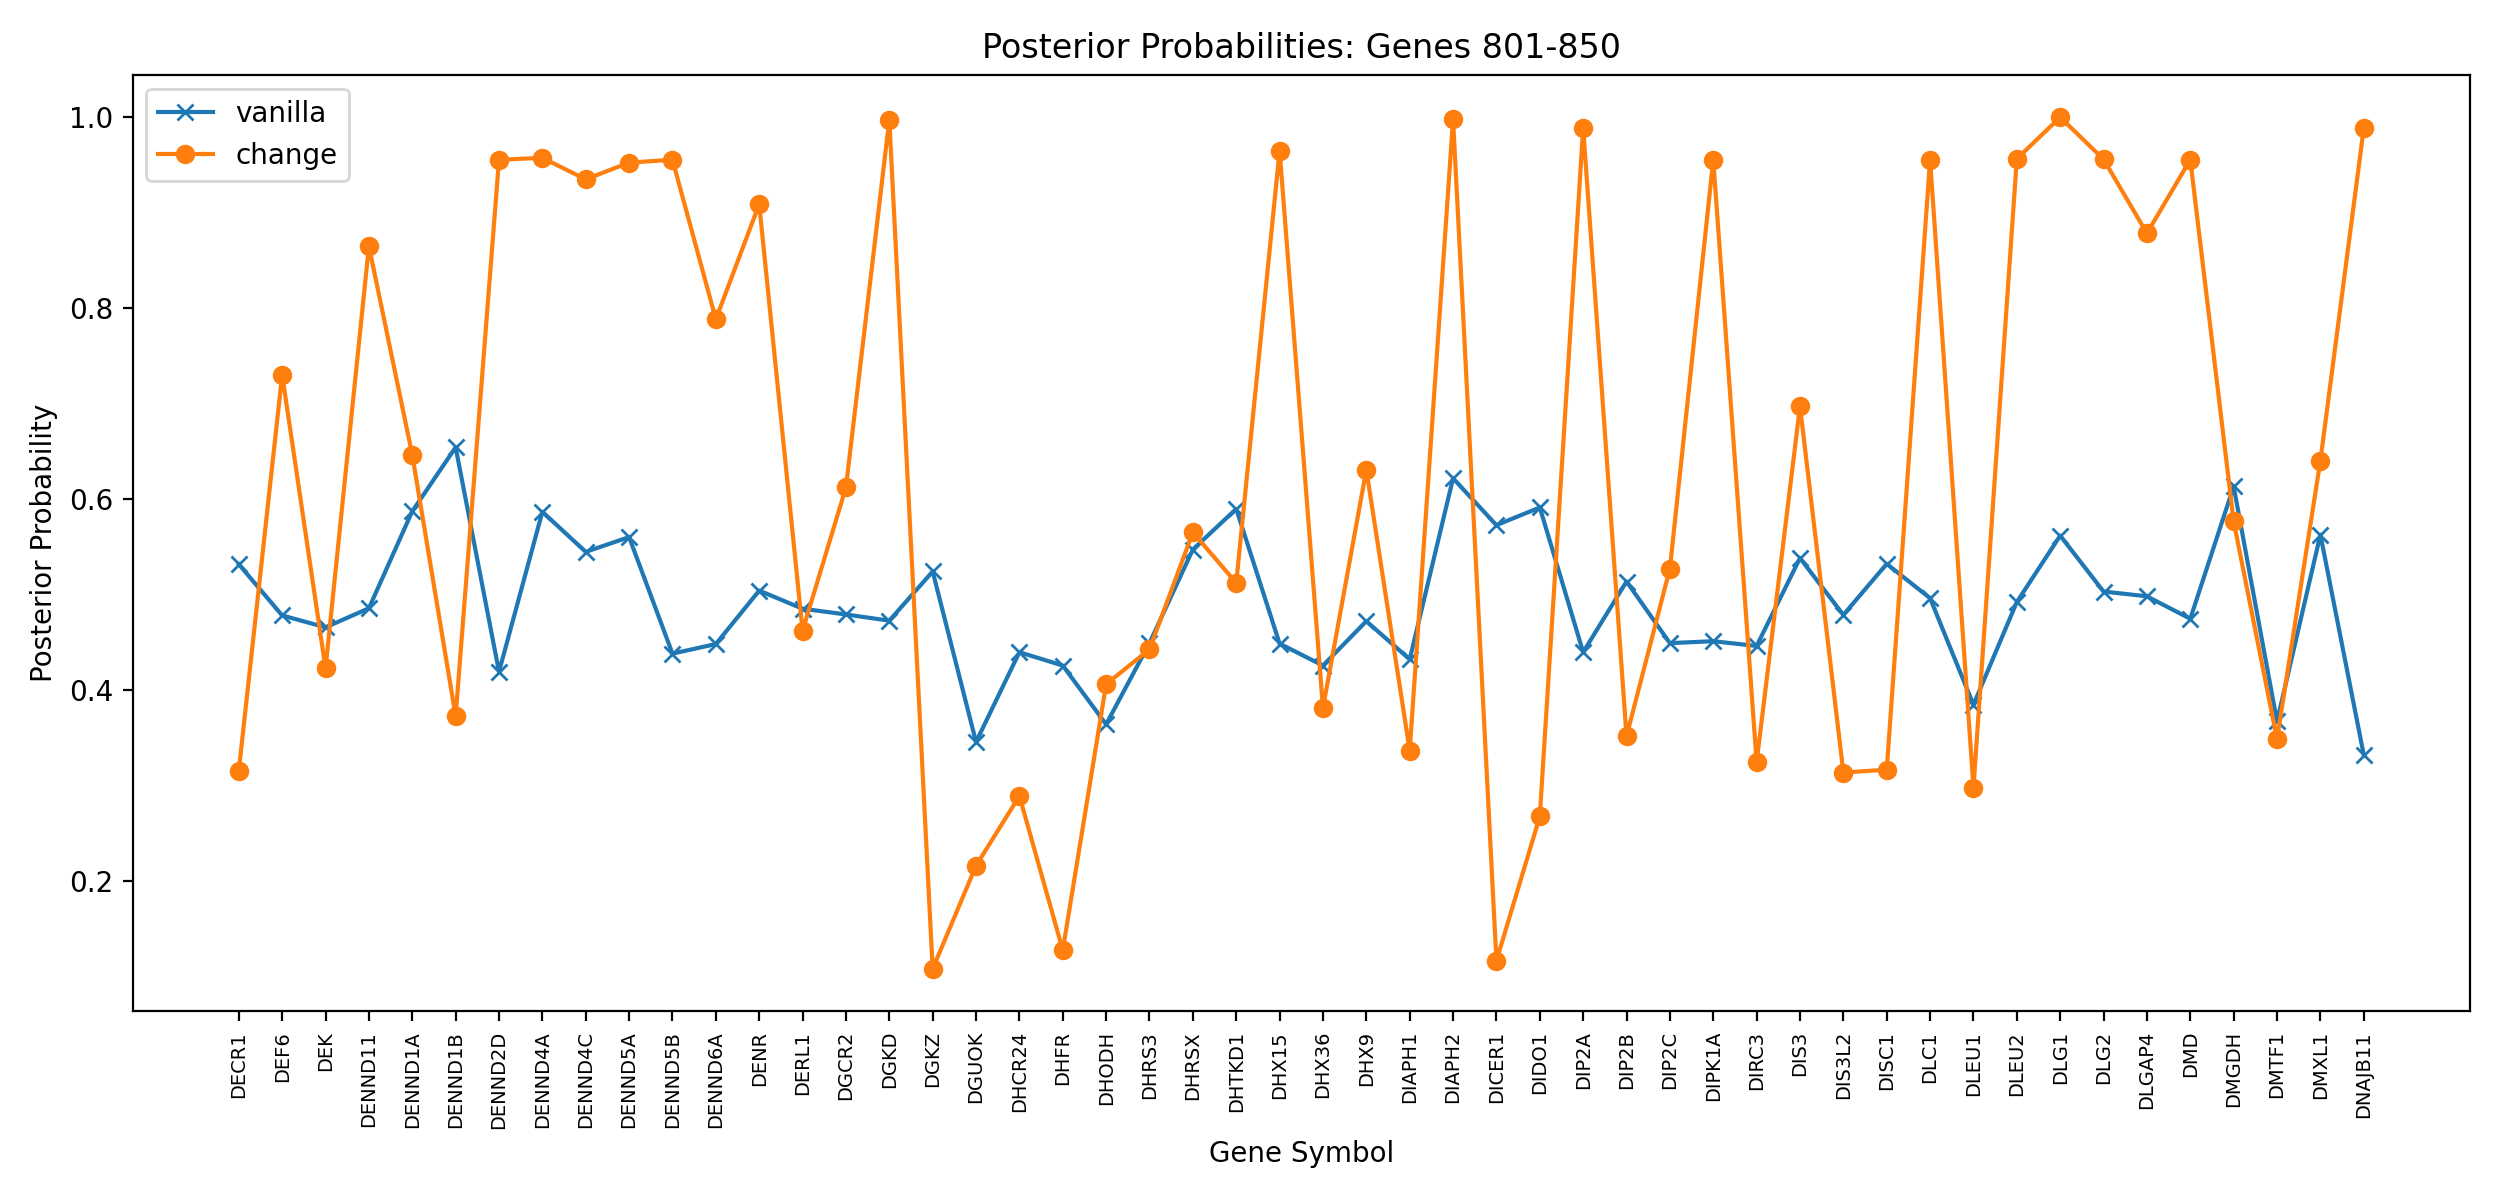 Posterior Probabilities: Genes 801-850
vanilla
change
Posterior Probability
1.0
0.8
0.6
0.4
0.2
DECR1
DEF6
DEK
DENND11
DENND1A
DENND1B
DENND2D
DENND4A
DENND4C
DENND5A
DENND5B
DENND6A
DENR
DERL1
DGCR2
DGKD
DGKZ
DGUOK
DHCR24
DHFR
DHODH
DHRS3
DHRSX
DHTKD1
DHX15
DHX36
DHX9
DIAPH1
DIAPH2
DICER1
DIDO1
DIP2A
DIP2B
DIP2C
DIPK1A
DIRC3
DIS3
DIS3L2
DISC1
DLC1
DLEU1
DLEU2
DLG1
DLG2
DLGAP4
DMD
DMGDH
DMTF1
DMXL1
DNAJB11
Gene Symbol